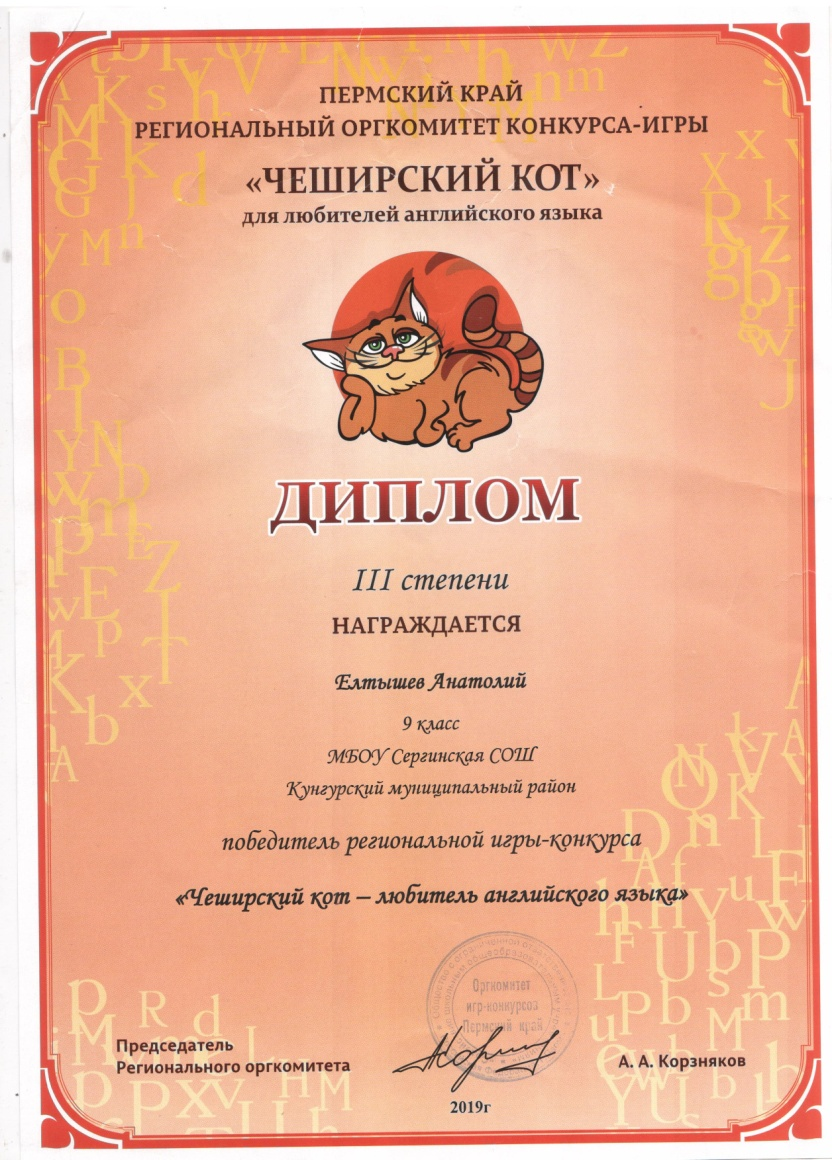 ПЕРМСКИЙ КРАЙ
РЕГИОНАЛЬНЫЙ ОРГКОМИТЕТ КОНКУРСА-ИГРЫ
«ЧЕШИРСКИЙ КОТ»
для любителей английского языка
ДИПЛОМ
III степени
НАГРАЖДАЕТСЯ
Елтышев Анатолий
9 класс
МБОУ Сергинская СОШ
Кунгурский муниципальный район
победитель региональной игры-конкурса
«Чеширский кот – любитель английского языка»
Оргкомитет
игр-конкурсов
Пермский край
Председатель
Регионального оргкомитета
А. А. Корзняков
2019г